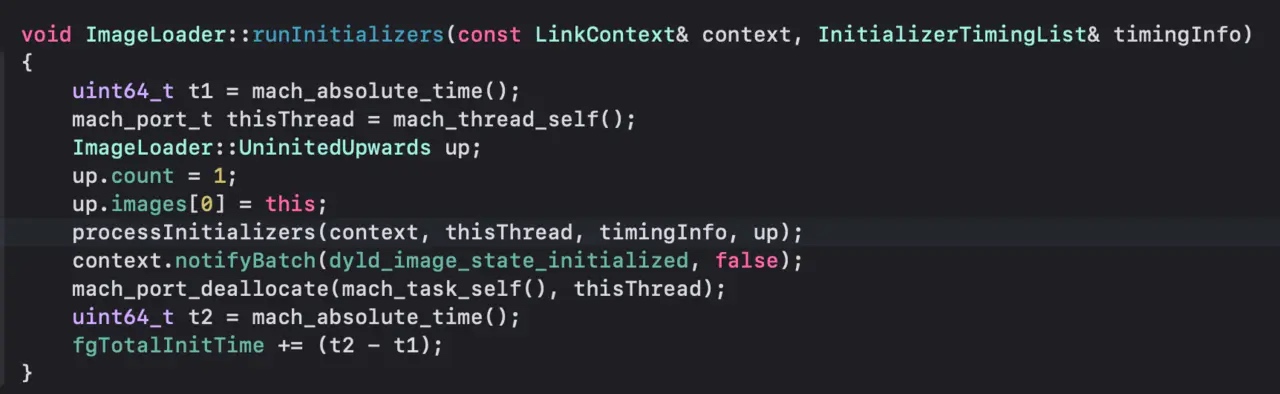 void ImageLoader::runInitializers(const LinkContext& context, InitializerTimingList& timingInfo)
{
    uint64_t t1 = mach_absolute_time();
    mach_port_t thisThread = mach_thread_self();
    ImageLoader::UninitedUpwards up;
    up.count = 1;
    up.images[0] = this;
    processInitializers(context, thisThread, timingInfo, up);
    context.notifyBatch(dyld_image_state_initialized, false);
    mach_port_deallocate(mach_task_self(), thisThread);
    uint64_t t2 = mach_absolute_time();
    fgTotalInitTime += (t2 - t1);
}